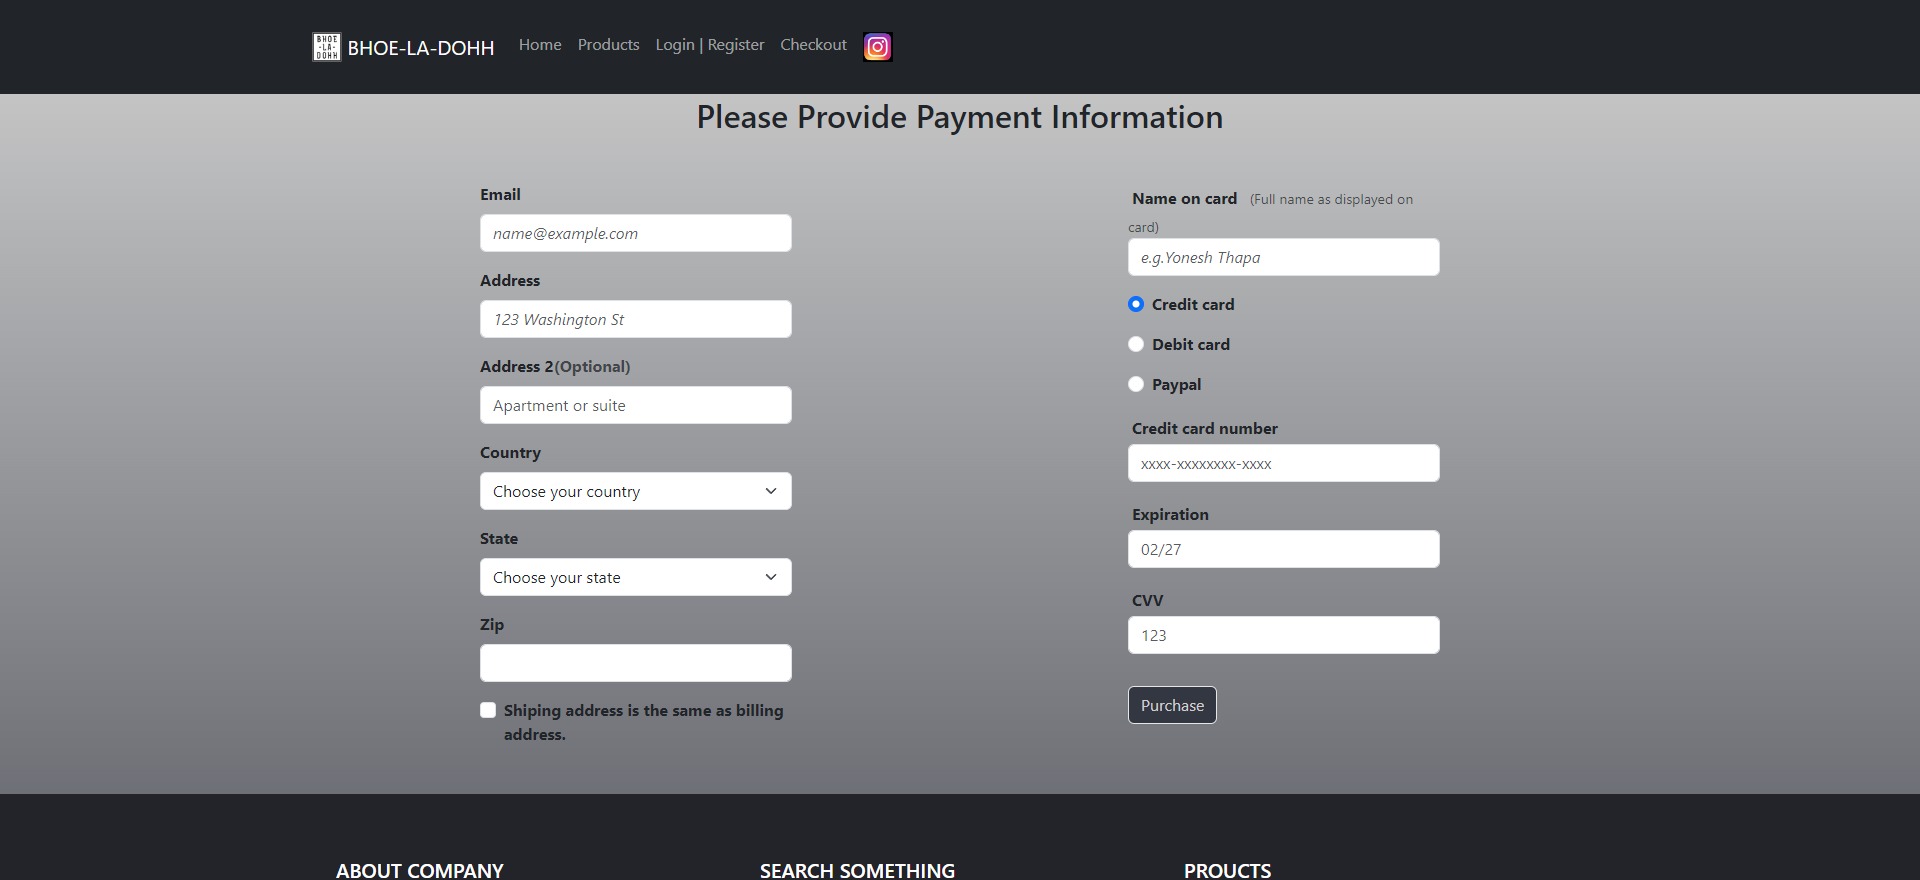 BHOE
-LA-
DOHH
BHOE-LA-DOHH Home Products Login | Register Checkout
Please Provide Payment Information
Email
name@example.com
Address
123 Washington St
Address 2(Optional)
Apartment or suite
Country
Choose your country
State
Choose your state
Zip
Shiping address is the same as billing
address.
Name on card (Full name as displayed on
card)
e.g.Yonesh Thapa
Credit card
Debit card
Paypal
Credit card number
xxxx-xxxxxxxx-xxxx
Expiration
02/27
CVV
123
Purchase
ABOUT COMPANY
SEARCH SOMETHING
PROUCTS